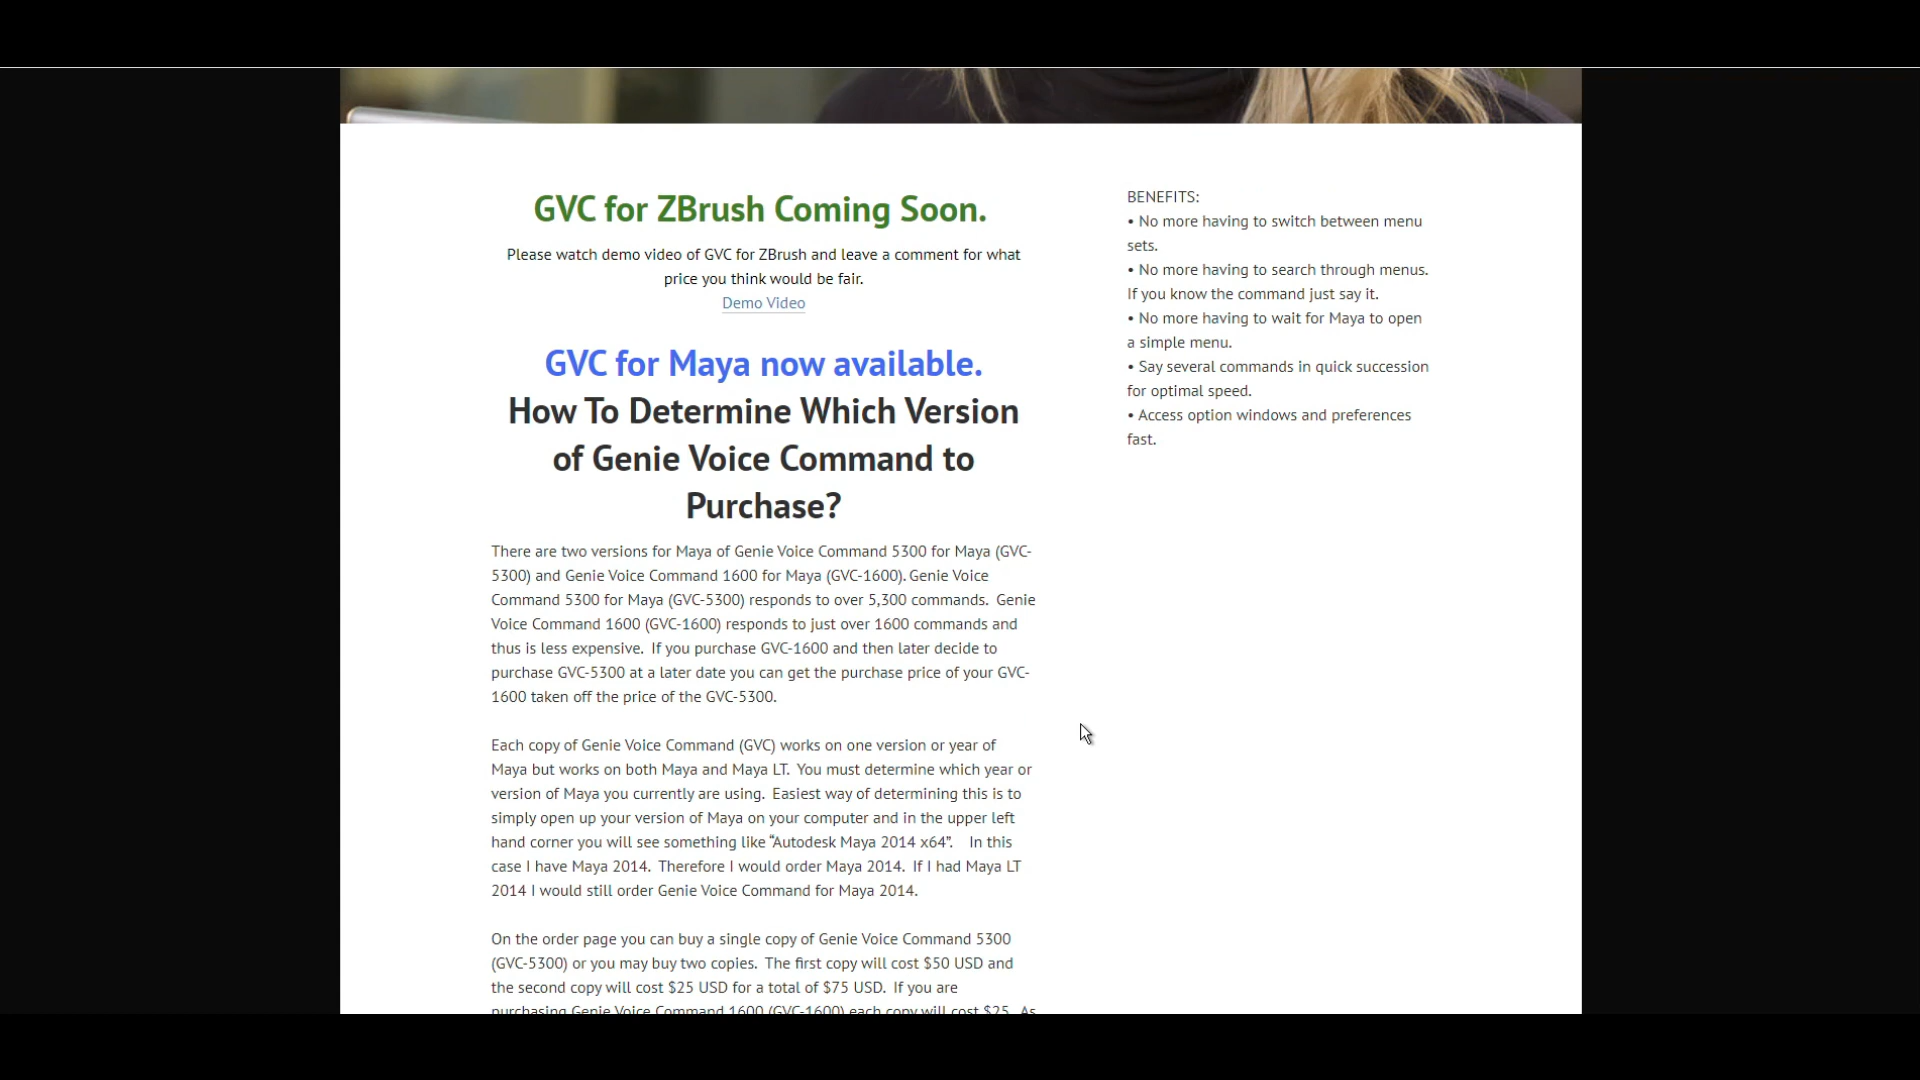 GVC for ZBrush Coming Soon.
Please watch demo video of GVC for ZBrush and leave a comment for what
price you think would be fair.
Demo Video
GVC for Maya now available.
How To Determine Which Version
of Genie Voice Command to
Purchase?
There are two versions for Maya of Genie Voice Command 5300 for Maya (GVC-
5300) and Genie Voice Command 1600 for Maya (GVC-1600). Genie Voice
Command 5300 for Maya (GVC-5300) responds to over 5,300 commands.  Genie
Voice Command 1600 (GVC-1600) responds to just over 1600 commands and
thus is less expensive.  If you purchase GVC-1600 and then later decide to
purchase GVC-5300 at a later date you can get the purchase price of your GVC-
1600 taken off the price of the GVC-5300.
Each copy of Genie Voice Command (GVC) works on one version or year of
Maya but works on both Maya and Maya LT.  You must determine which year or
version of Maya you currently are using.  Easiest way of determining this is to
simply open up your version of Maya on your computer and in the upper left
hand corner you will see something like “Autodesk Maya 2014 x64”.    In this
case I have Maya 2014.  Therefore I would order Maya 2014.  If I had Maya LT
2014 I would still order Genie Voice Command for Maya 2014.
On the order page you can buy a single copy of Genie Voice Command 5300
(GVC-5300) or you may buy two copies.  The first copy will cost $50 USD and
the second copy will cost $25 USD for a total of $75 USD.  If you are
purchasing Genie Voice Command 1600 (GVC-1600) each copy will cost $25.  As
BENEFITS:
• No more having to switch between menu
sets.
• No more having to search through menus.
If you know the command just say it.
• No more having to wait for Maya to open
a simple menu.
• Say several commands in quick succession
for optimal speed.
• Access option windows and preferences
fast.